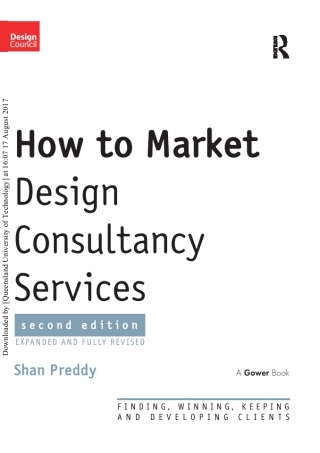 Design
Council
R
How to Market
Design
Consultancy
Services
second edition
EXPANDED AND FULLY REVISED
Shan Preddy
A Gower Book
FINDING, WINNING, KEEPING
AND DEVELOPING CLIENTS
Downloaded by [Queensland University of Technology] at 16:07 17 August 2017